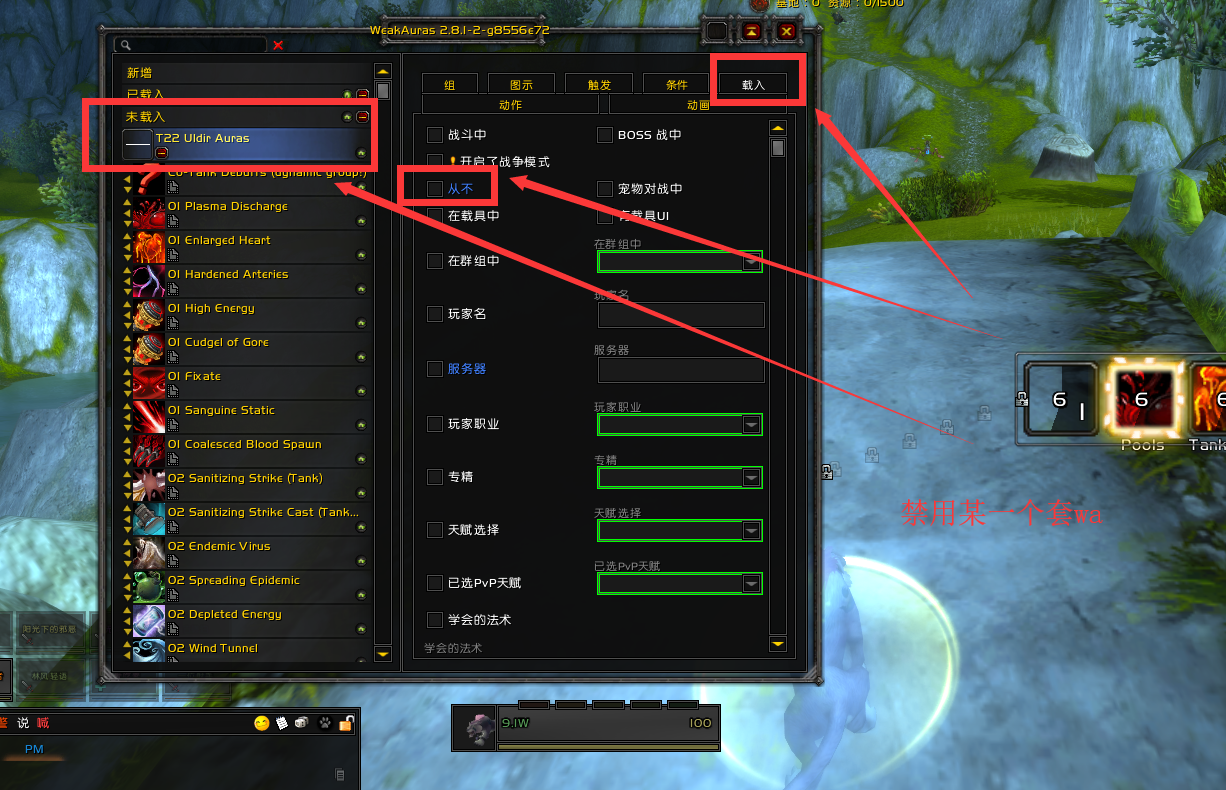 基地：0 资源：0/1500
WeakAuras 2.8.1-2-g8556e72
新增
已载入
未载入
T22 Uldir Auras
Co-Tank Debuffs (dynamic group!)
01 Plasma Discharge
01 Enlarged Heart
01 Hardened Arteries
01 High Energy
01 Cudgel of Gore
01 Fixate
01 Sanguine Static
01 Coalesced Blood Spawn
02 Sanitizing Strike (Tank)
02 Sanitizing Strike Cast (Tank...
02 Endemic Virus
02 Spreading Epidemic
02 Depleted Energy
02 Wind Tunnel
组 图示 触发 条件 载入
动作 动画
战斗中 BOSS 战中
开启了战争模式
从不 宠物对战中
在载具中 有载具UI
在群组中
在群组中
玩家名
玩家名
服务器
服务器
玩家职业
玩家职业
专精
专精
天赋选择
天赋选择
已选PvP天赋
已选PvP天赋
学会的法术
学会的法术
6 1 6 6
Pools Tank
禁用某一个套wa
阳光下的邪恶
林风轻语
说 喊
PM
9.1W 100